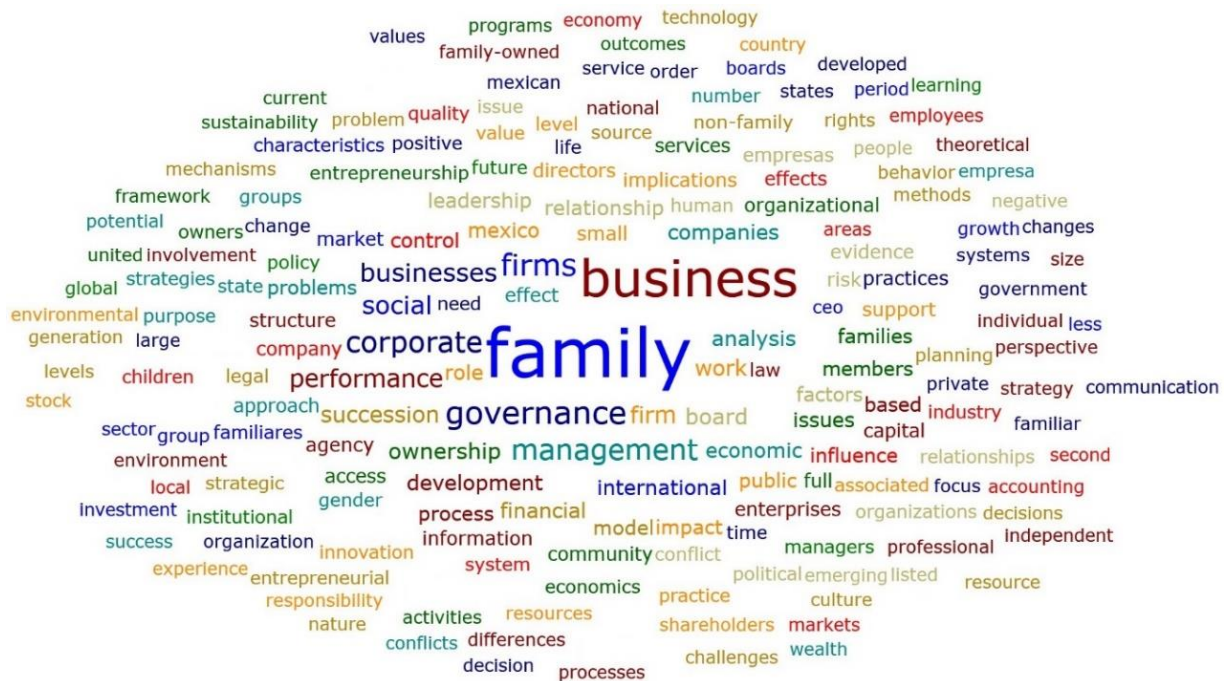 programs economy technology
values family-owned outcomes country
mexican service order boards developed
current number states period learning
sustainability problem quality issue national non-family rights employees
characteristics positive value level source services empresas people theoretical
mechanisms entrepreneurship future life directors implications effects behavior empresa
framework groups leadership relationship human organizational methods negative
potential owners change market control mexico small companies areas growth changes
united involvement policy businesses firms business evidence systems size
global strategies state problems social need effect risk practices government
environmental purpose structure ceo support individual less
generation large company corporate family analysis families planning perspective
levels children legal performance role work law members private strategy communication
stock approach succession governance firm board factors based industry familiar
sector group familiares agency ownership management economic issues capital
environment influence relationships second
local strategic access development international public full associated focus accounting
investment institutional gender process financial enterprises organizations decisions
success organization information model impact time managers professional independent
experience innovation system community conflict
entrepreneurial economics political emerging listed resource
responsibility activities resources practice culture
nature conflicts differences shareholders markets
decision processes challenges wealth